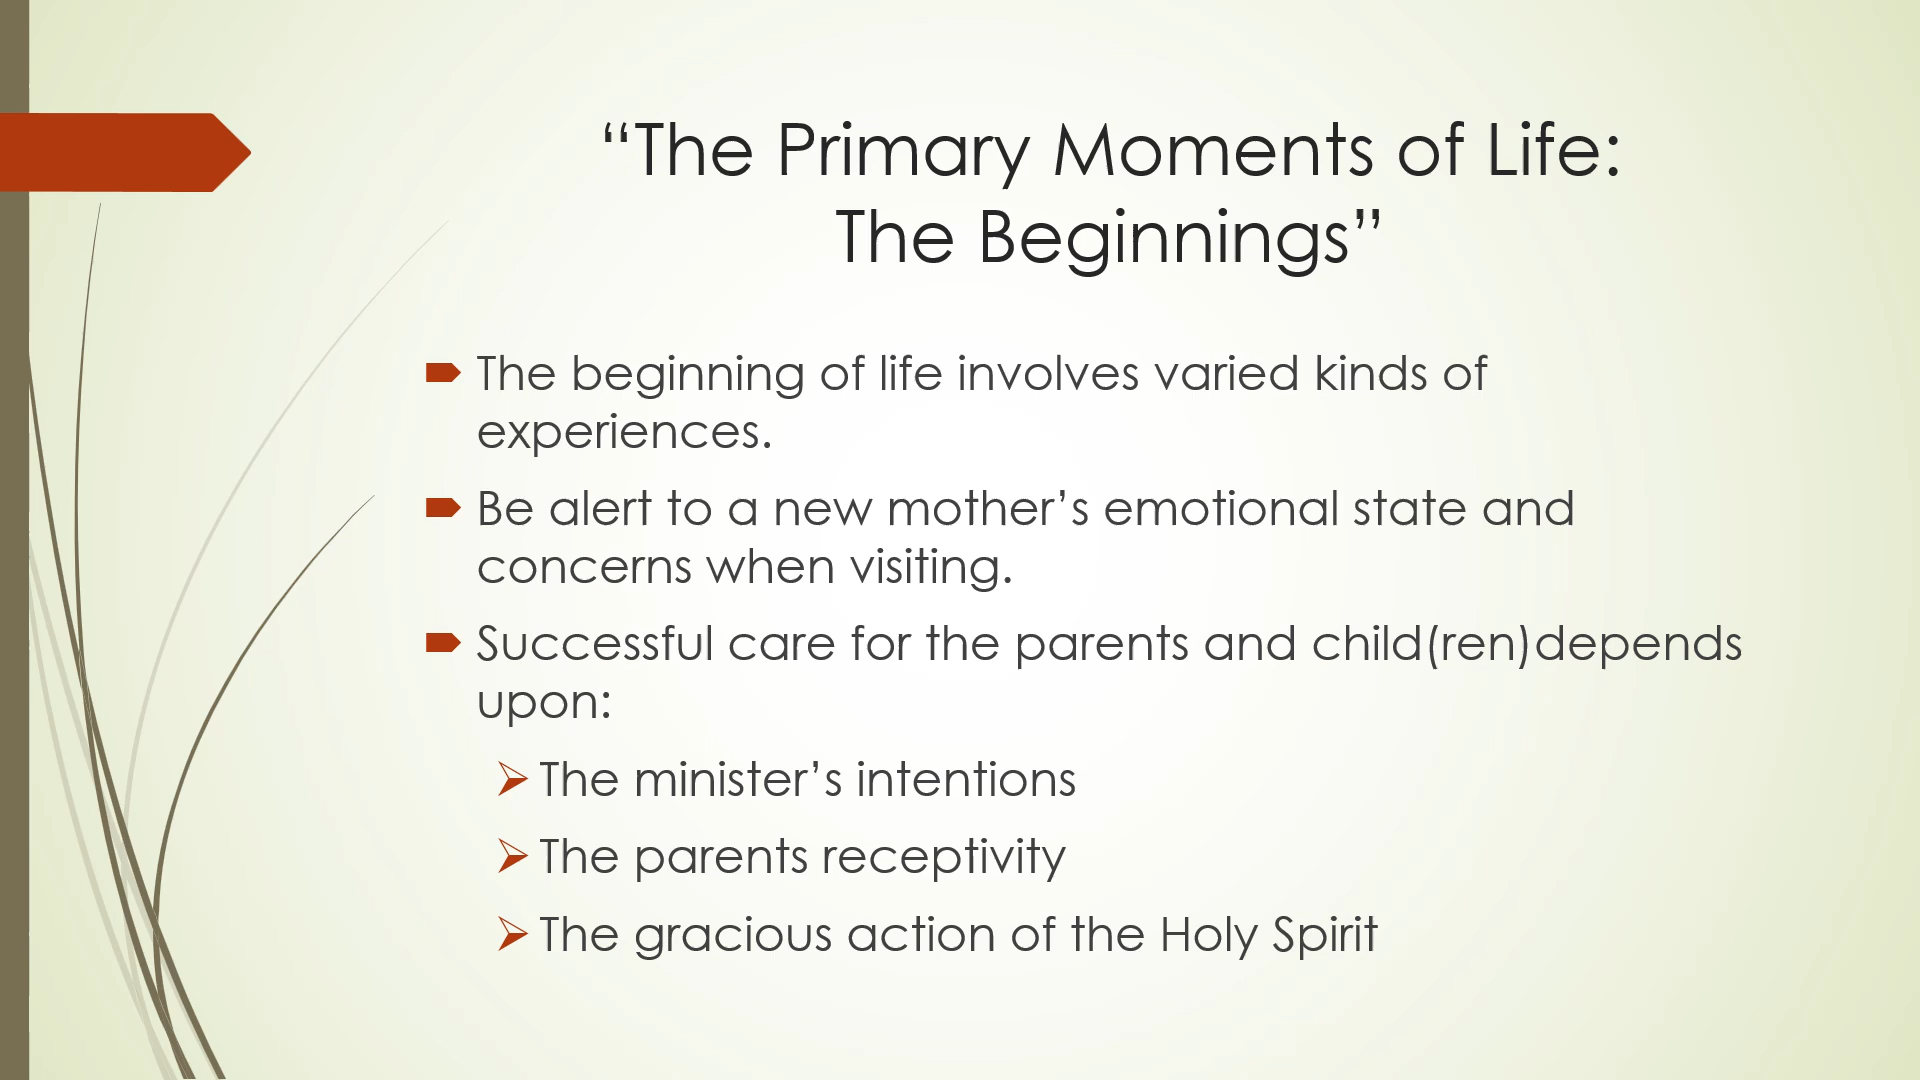 “The Primary Moments of Life:
The Beginnings”
The beginning of life involves varied kinds of
experiences.
Be alert to a new mother’s emotional state and
concerns when visiting.
Successful care for the parents and child(ren)depends
upon:
The minister’s intentions
The parents receptivity
The gracious action of the Holy Spirit